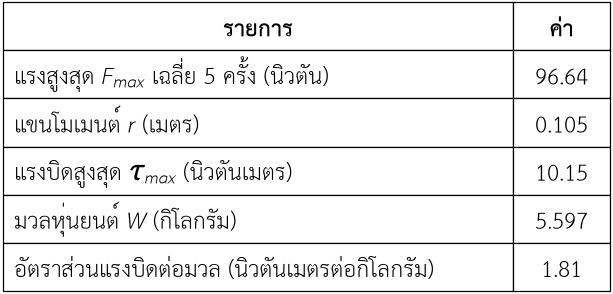 รายการ ค่า
แรงสูงสุด Fmax เฉลี่ย 5 ครั้ง (นิวตัน) 96.64
แขนโมเมนต์ r (เมตร) 0.105
แรงบิดสูงสุด τmax (นิวตันเมตร) 10.15
มวลหุ่นยนต์ W (กิโลกรัม) 5.597
อัตราส่วนแรงบิดต่อมวล (นิวตันเมตรต่อกิโลกรัม) 1.81